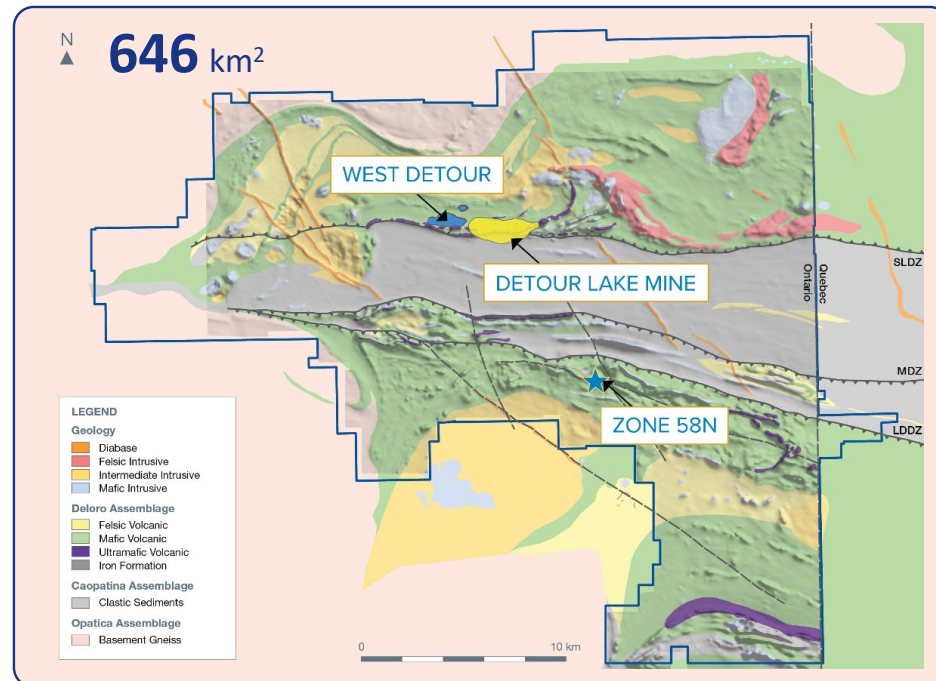 N
646 km²
WEST DETOUR
DETOUR LAKE MINE
SLDZ
Quebec
Ontario
MDZ
ZONE 58N
LDDZ
LEGEND
Geology
Diabase
Felsic Intrusive
Intermediate Intrusive
Mafic Intrusive
Deloro Assemblage
Felsic Volcanic
Mafic Volcanic
Ultramafic Volcanic
Iron Formation
Caopatina Assemblage
Clastic Sediments
Opatica Assemblage
Basement Gneiss
0 10 km